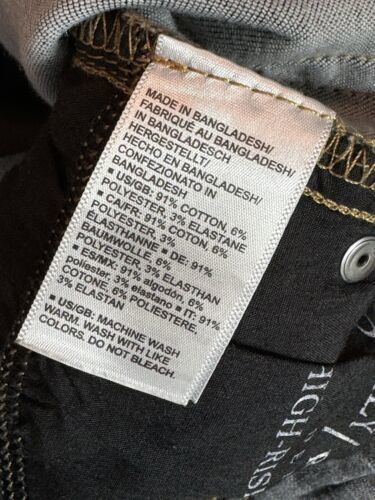 MADE IN BANGLADESH/
FABRIQUÉ AU BANGLADESH/
IN BANGLADESCH
HERGESTELLT/
HECHO EN BANGLADESH/
CONFEZIONATO IN
BANGLADESH
■ US/GB: 91% COTTON, 6%
POLYESTER, 3% ELASTANE
■ CA/FR: 91% COTON, 6%
POLYESTER, 3%
ÉLASTHANNE ■ DE: 91%
BAUMWOLLE, 6%
POLYESTER, 3% ELASTHAN
■ ES/MX: 91% algodón, 6%
poliester, 3% elastano ■ IT: 91%
COTONE, 6% POLIESTERE,
3% ELASTAN
■ US/GB: MACHINE WASH
WARM. WASH WITH LIKE
COLORS. DO NOT BLEACH.
HIGH-RIS